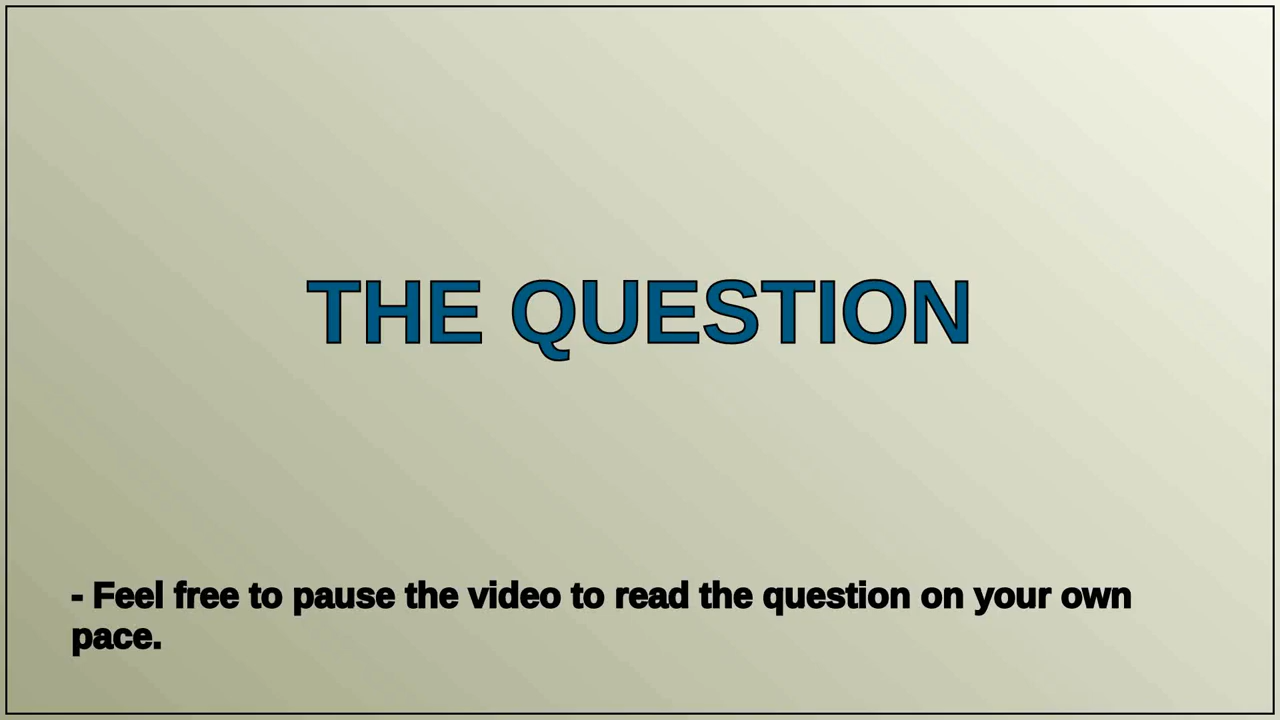 THE QUESTION
- Feel free to pause the video to read the question on your own
pace.